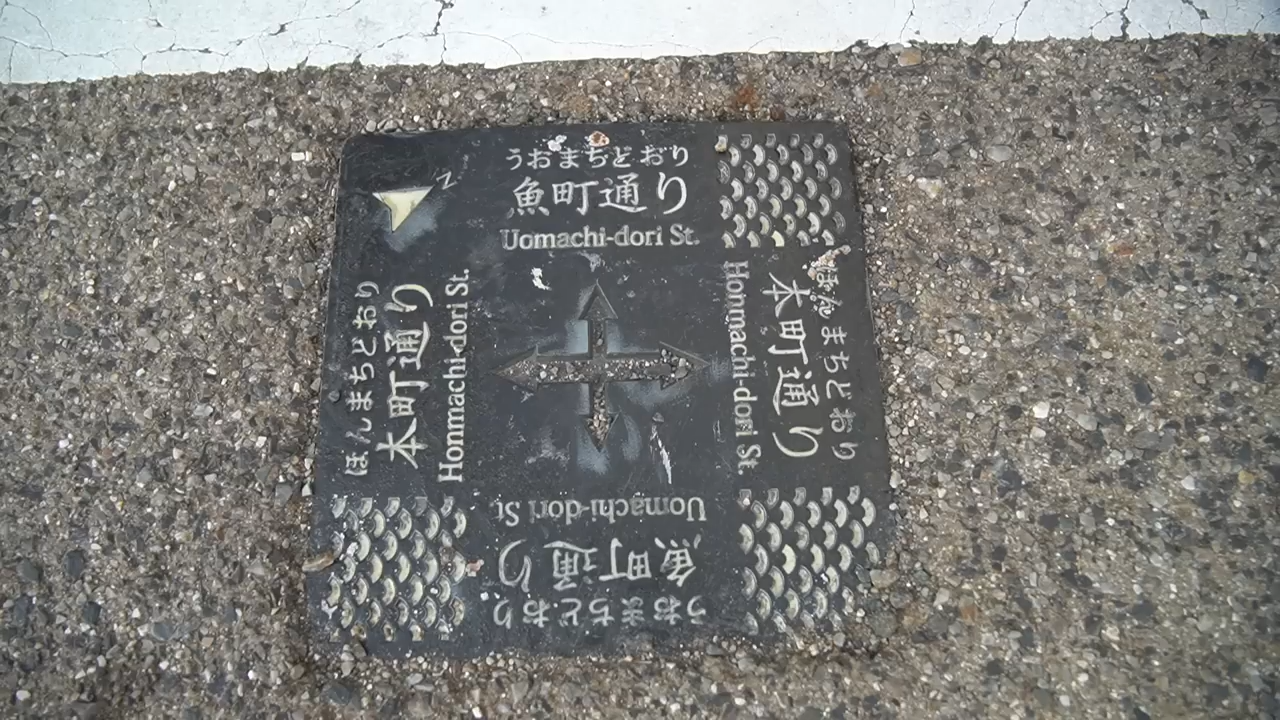 うおまちどおり
魚町通り
Uomachi-dori St.
N
ほんまちどおり
本町通り
Honmachi-dori St.
ほんまちどおり
本町通り
Honmachi-dori St.
うおまちどおり
魚町通り
Uomachi-dori St.